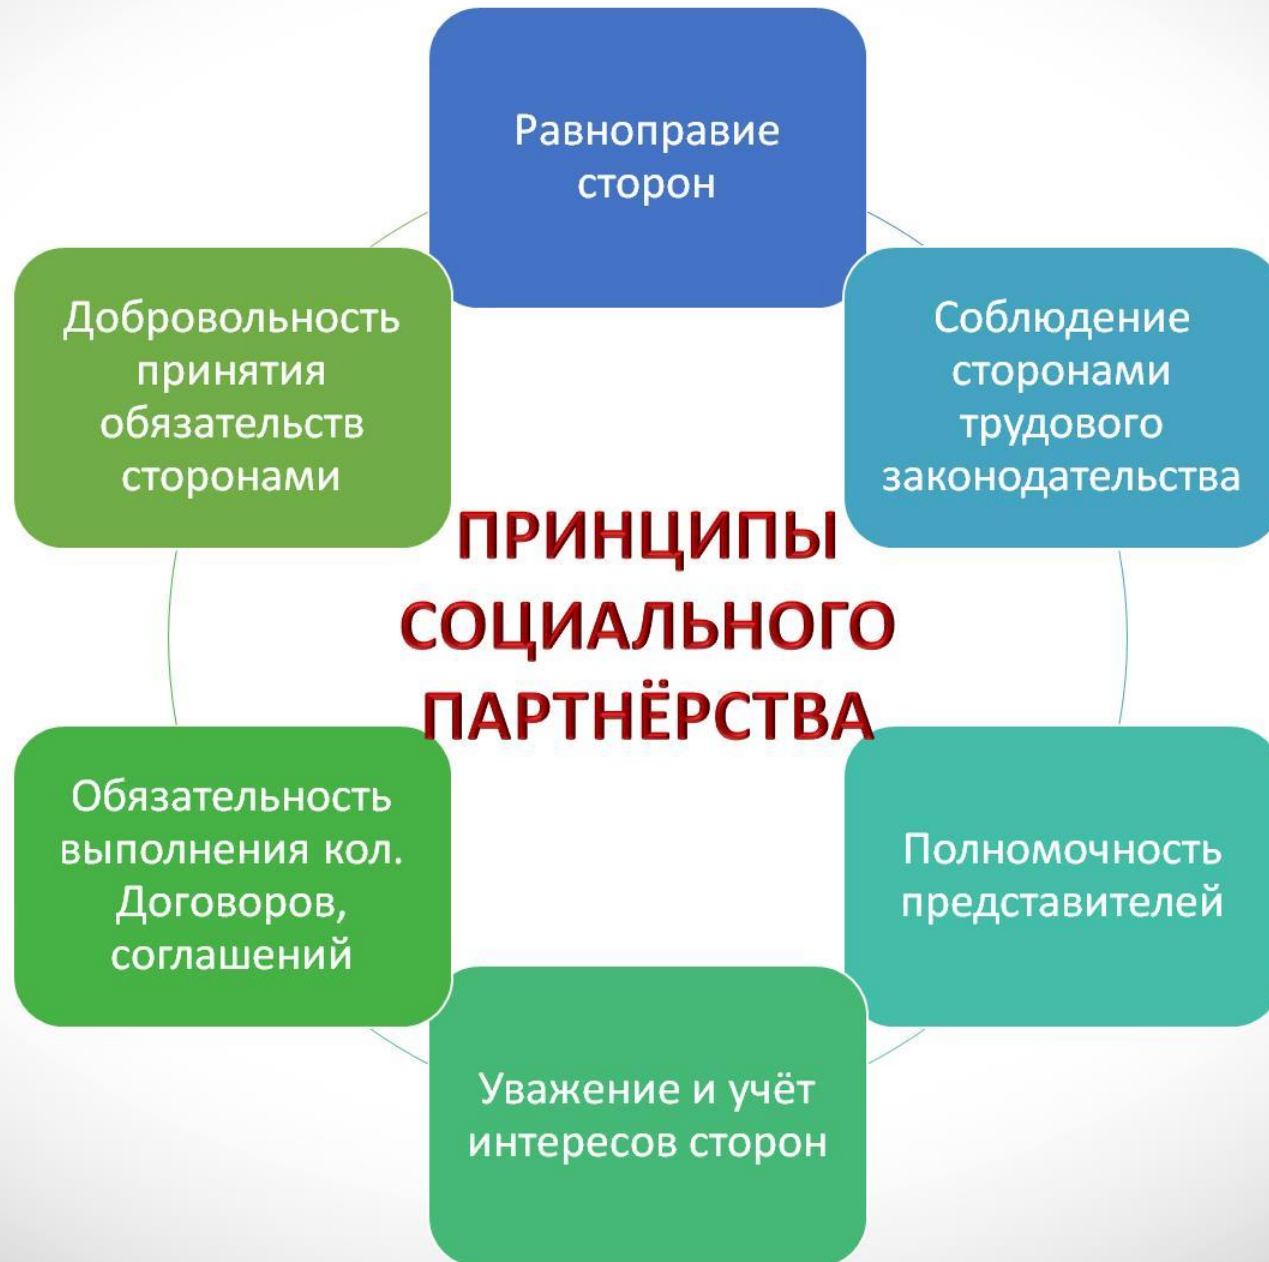 Равноправие
сторон
Соблюдение
сторонами
трудового
законодательства
Полномочность
представителей
Уважение и учёт
интересов сторон
Обязательность
выполнения кол.
Договоров,
соглашений
Добровольность
принятия
обязательств
сторонами
ПРИНЦИПЫ
СОЦИАЛЬНОГО
ПАРТНЁРСТВА